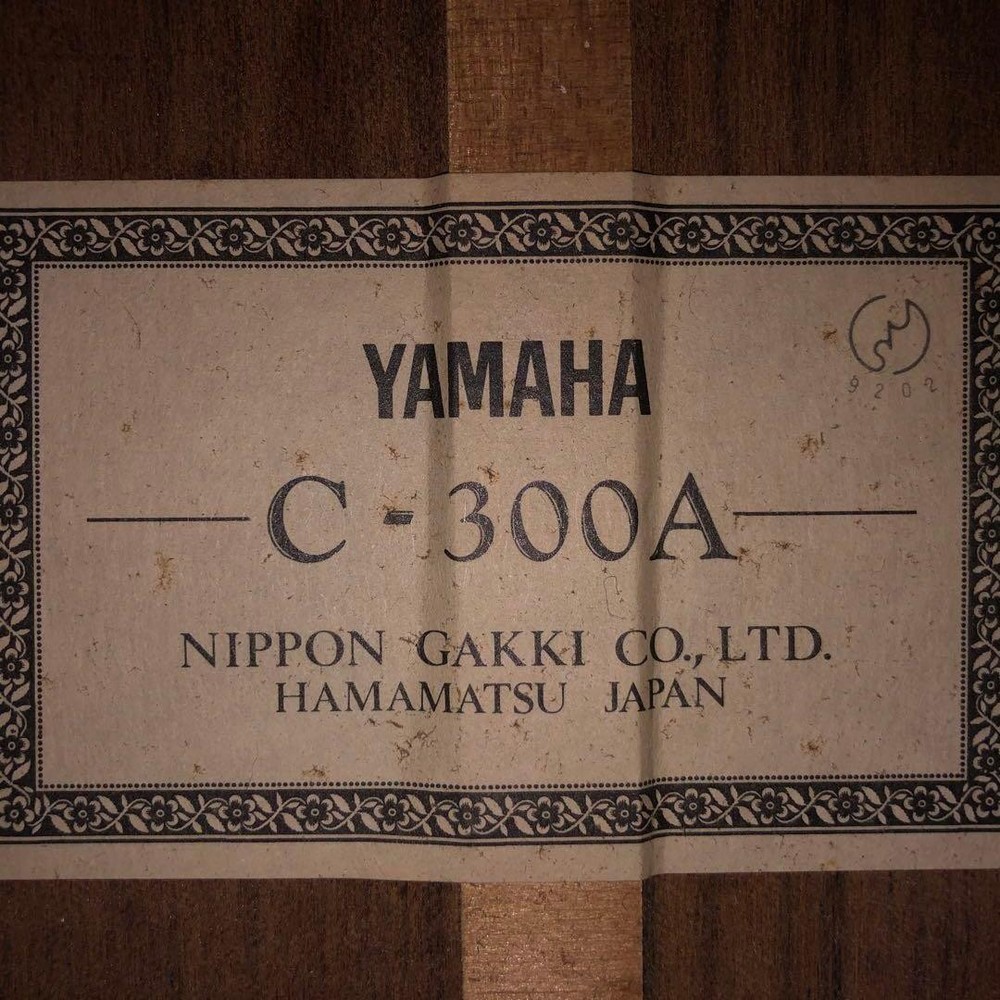 YAMAHA
9202
C-300A
NIPPON GAKKI CO., LTD.
HAMAMATSU JAPAN